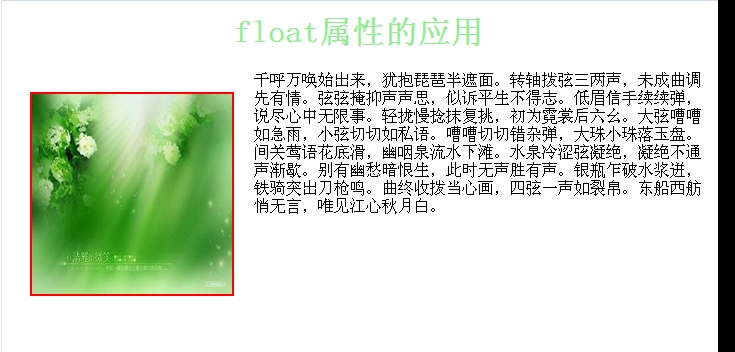 float属性的应用
千呼万唤始出来，犹抱琵琶半遮面。转轴拨弦三两声，未成曲调
先有情。弦弦掩抑声声思，似诉平生不得志。低眉信手续续弹，
说尽心中无限事。轻拢慢捻抹复挑，初为霓裳后六幺。大弦嘈嘈
如急雨，小弦切切如私语。嘈嘈切切错杂弹，大珠小珠落玉盘。
间关莺语花底滑，幽咽泉流水下滩。水泉冷涩弦凝绝，凝绝不通
声渐歇。别有幽愁暗恨生，此时无声胜有声。银瓶乍破水浆迸，
铁骑突出刀枪鸣。曲终收拨当心画，四弦一声如裂帛。东船西舫
悄无言，唯见江心秋月白。